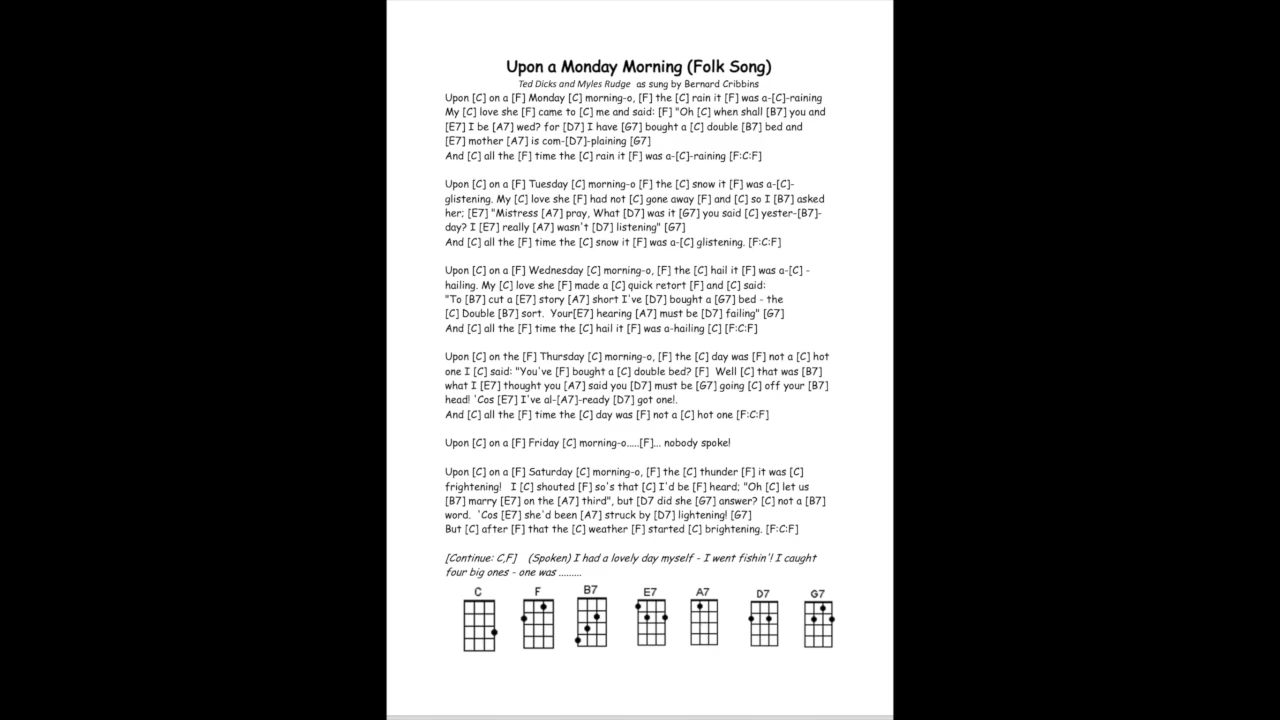 Upon a Monday Morning (Folk Song)
Ted Dicks and Myles Rudge  as sung by Bernard Cribbins
Upon [C] on a [F] Monday [C] morning-o, [F] the [C] rain it [F] was a-[C]-raining
My [C] love she [F] came to [C] me and said: [F] "Oh [C] when shall [B7] you and
[E7] I be [A7] wed? for [D7] I have [G7] bought a [C] double [B7] bed and
[E7] mother [A7] is com-[D7]-plaining [G7]
And [C] all the [F] time the [C] rain it [F] was a-[C]-raining [F:C:F]
Upon [C] on a [F] Tuesday [C] morning-o [F] the [C] snow it [F] was a-[C]-
glistening. My [C] love she [F] had not [C] gone away [F] and [C] so I [B7] asked
her; [E7] "Mistress [A7] pray, What [D7] was it [G7] you said [C] yester-[B7]-
day? I [E7] really [A7] wasn't [D7] listening" [G7]
And [C] all the [F] time the [C] snow it [F] was a-[C] glistening. [F:C:F]
Upon [C] on a [F] Wednesday [C] morning-o, [F] the [C] hail it [F] was a-[C] -
hailing. My [C] love she [F] made a [C] quick retort [F] and [C] said:
"To [B7] cut a [E7] story [A7] short I've [D7] bought a [G7] bed - the
[C] Double [B7] sort.  Your[E7] hearing [A7] must be [D7] failing" [G7]
And [C] all the [F] time the [C] hail it [F] was a-hailing [C] [F:C:F]
Upon [C] on the [F] Thursday [C] morning-o, [F] the [C] day was [F] not a [C] hot
one I [C] said: "You've [F] bought a [C] double bed? [F]  Well [C] that was [B7]
what I [E7] thought you [A7] said you [D7] must be [G7] going [C] off your [B7]
head! 'Cos [E7] I've al-[A7]-ready [D7] got one!.
And [C] all the [F] time the [C] day was [F] not a [C] hot one [F:C:F]
Upon [C] on a [F] Friday [C] morning-o.....[F]... nobody spoke!
Upon [C] on a [F] Saturday [C] morning-o, [F] the [C] thunder [F] it was [C]
frightening!   I [C] shouted [F] so's that [C] I'd be [F] heard; "Oh [C] let us
[B7] marry [E7] on the [A7] third", but [D7 did she [G7] answer? [C] not a [B7]
word.  'Cos [E7] she'd been [A7] struck by [D7] lightening! [G7]
But [C] after [F] that the [C] weather [F] started [C] brightening. [F:C:F]
[Continue: C,F]   (Spoken) I had a lovely day myself - I went fishin'! I caught
four big ones - one was .........
C F B7 E7 A7 D7 G7